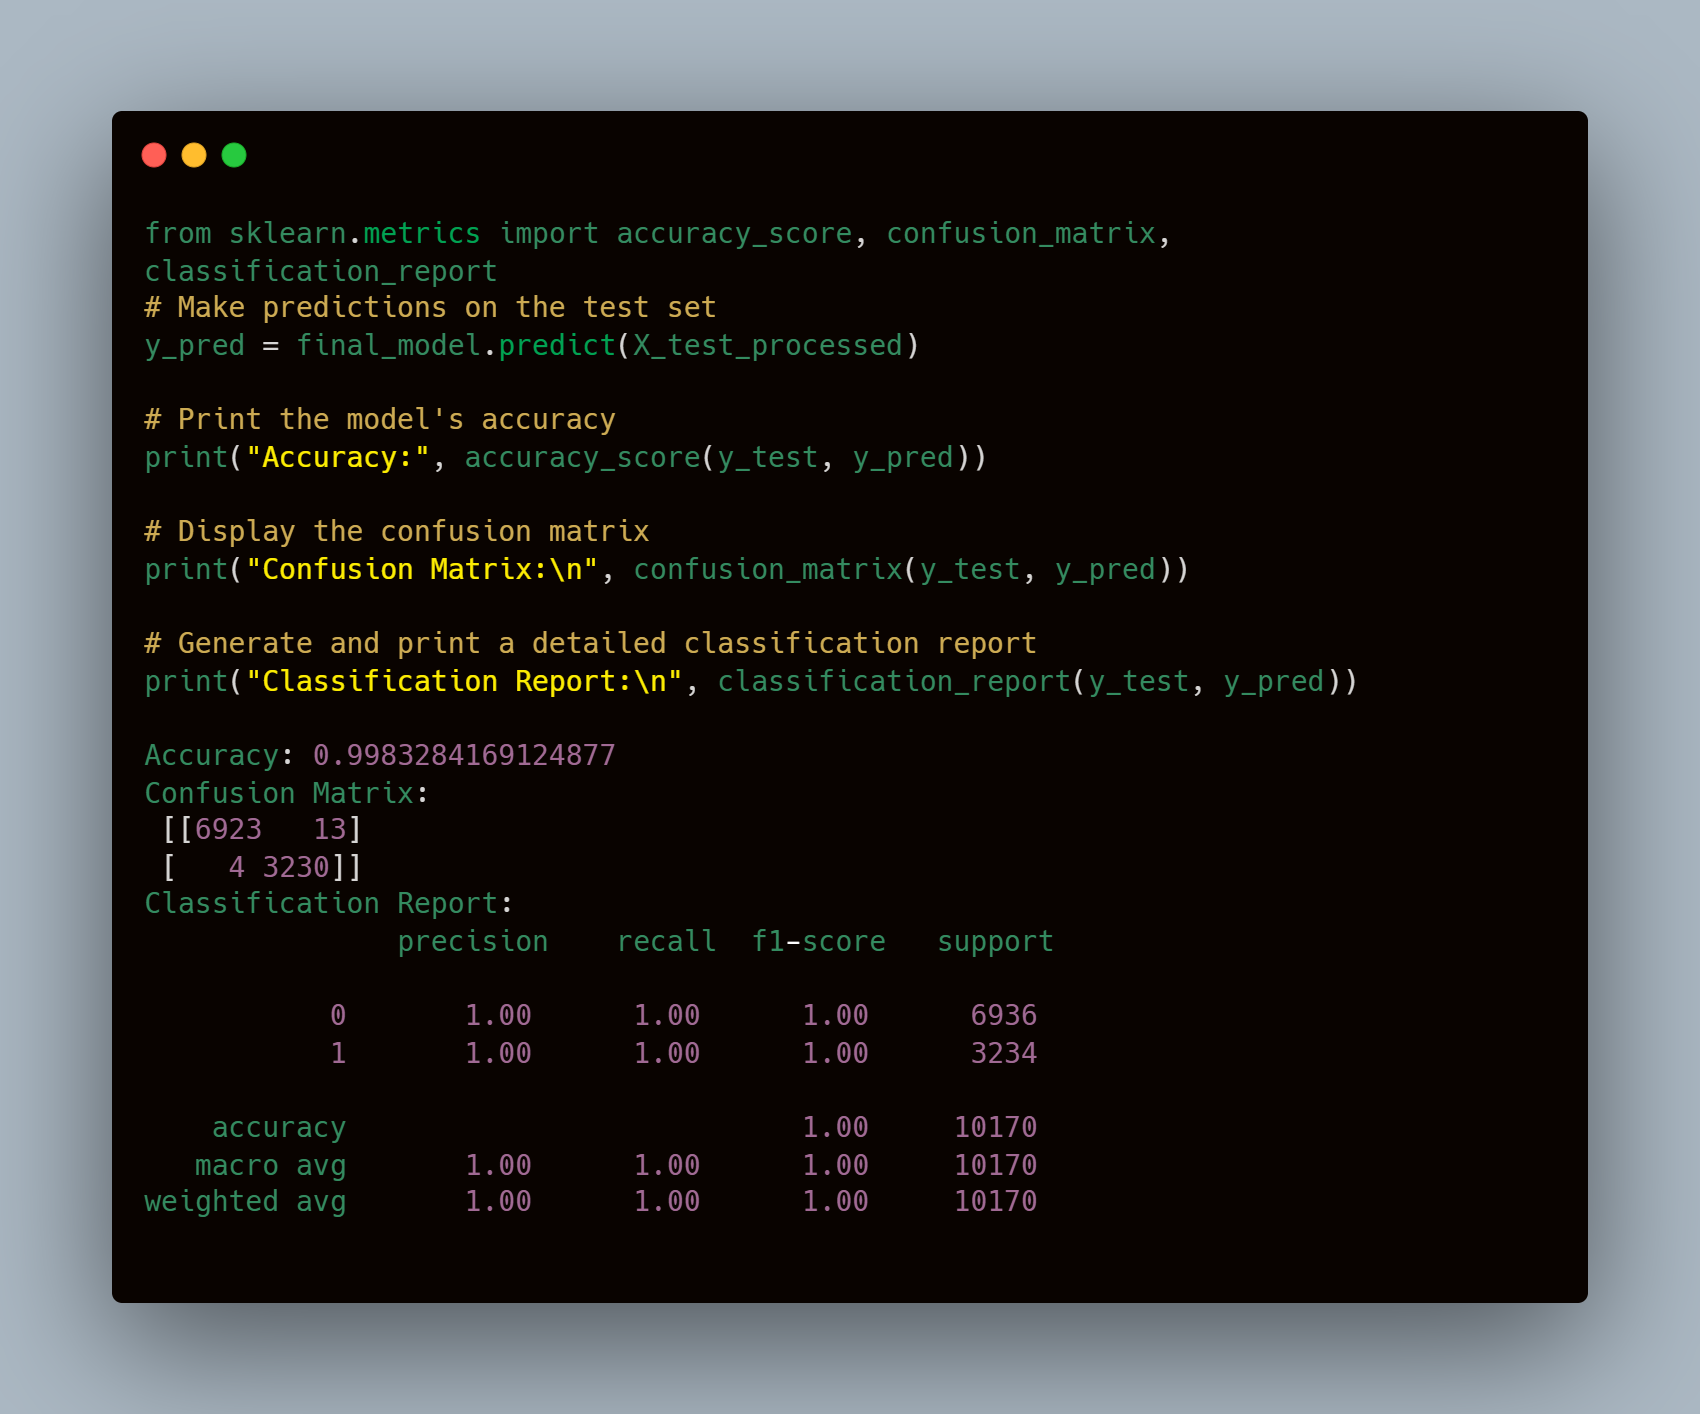 from sklearn.metrics import accuracy_score, confusion_matrix,
classification_report
# Make predictions on the test set
y_pred = final_model.predict(X_test_processed)

# Print the model's accuracy
print("Accuracy:", accuracy_score(y_test, y_pred))

# Display the confusion matrix
print("Confusion Matrix:\n", confusion_matrix(y_test, y_pred))

# Generate and print a detailed classification report
print("Classification Report:\n", classification_report(y_test, y_pred))

Accuracy: 0.9983284169124877
Confusion Matrix:
 [[6923   13]
 [   4 3230]]
Classification Report:
               precision    recall  f1-score   support

           0       1.00      1.00      1.00      6936
           1       1.00      1.00      1.00      3234

    accuracy                           1.00     10170
   macro avg       1.00      1.00      1.00     10170
weighted avg       1.00      1.00      1.00     10170